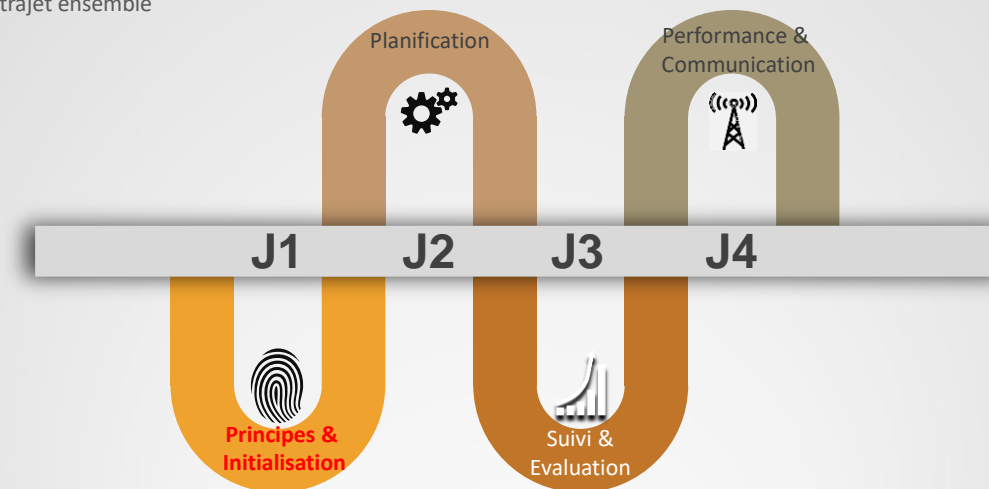 trajet ensemble
Planification
Performance &
Communication
J1 J2 J3 J4
Principes &
Initialisation
Suivi &
Evaluation